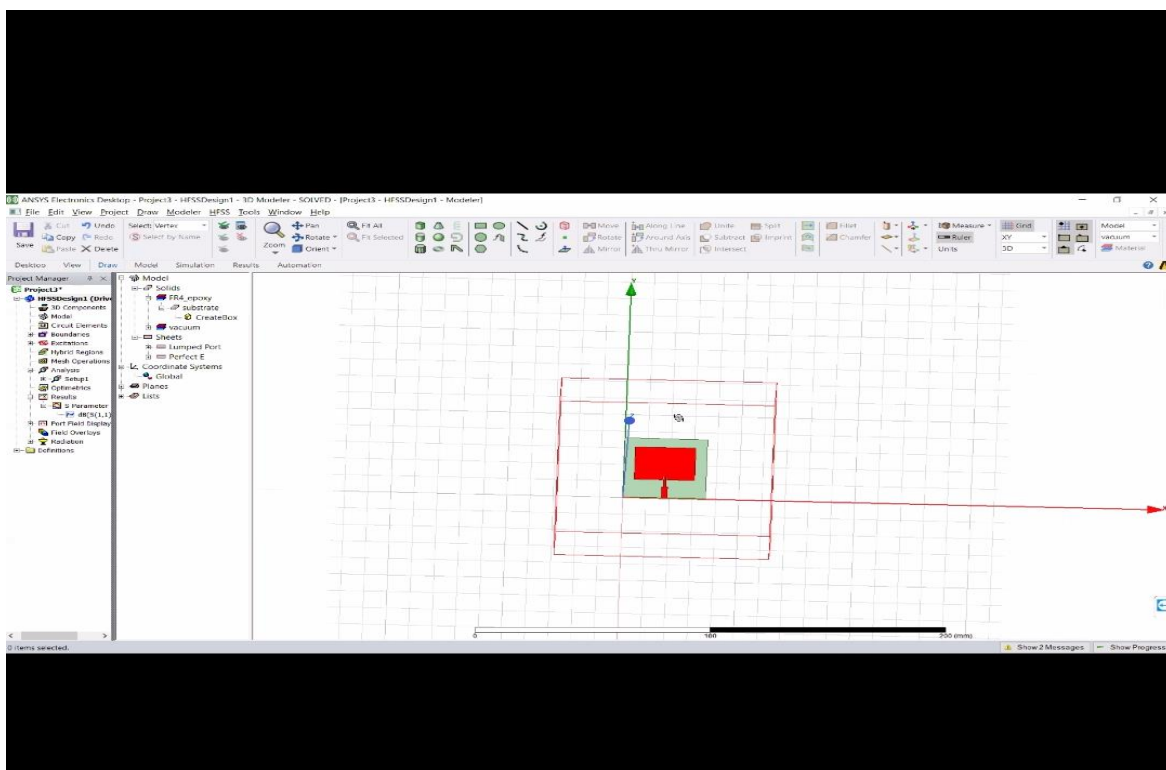 ANSYS Electronics Desktop - Project3 - HFSSDesign1 - 3D Modeler - SOLVED - [Project3 - HFSSDesign1 - Modeler]
File Edit View Project Draw Modeler HFSS Tools Window Help
Save
Cut Undo
Copy Redo
Paste Delete
Select: Vertex
Select by Name
Zoom
Pan
Rotate
Orient
Fit All
Fit Selected
Move Along Line Unite Split
Rotate Around Axis Subtract Imprint
Mirror Thru Mirror Intersect
Fillet
Chamfer
Measure
Ruler
Units
Grid
XY
3D
Model
vacuum
Material
Desktop View Draw Model Simulation Results Automation
Project Manager
Project3*
HFSSDesign1 (Driv
3D Components
Model
Circuit Elements
Boundaries
Excitations
Hybrid Regions
Mesh Operations
Analysis
Setup1
Optimetrics
Results
S Parameter
dB(S(1,1)
Port Field Display
Field Overlays
Radiation
Definitions
Model
Solids
FR4_epoxy
substrate
CreateBox
vacuum
Sheets
Lumped Port
Perfect E
Coordinate Systems
Global
Planes
Lists
Y
X
0 100 200 (mm)
0 items selected.
Show 2 Messages Show Progress